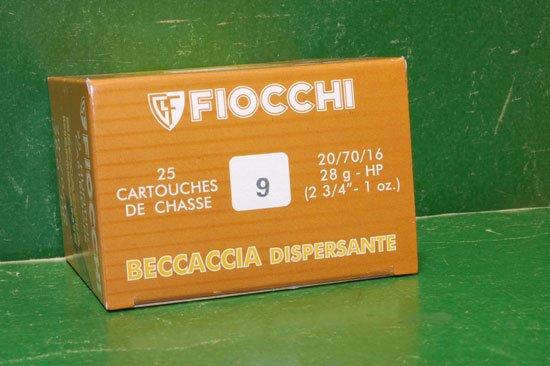 FIOCCHI
25
CARTOUCHES
DE CHASSE
9
20/70/16
28 g - HP
(2 3/4"- 1 oz.)
BECCACCIA DISPERSANTE